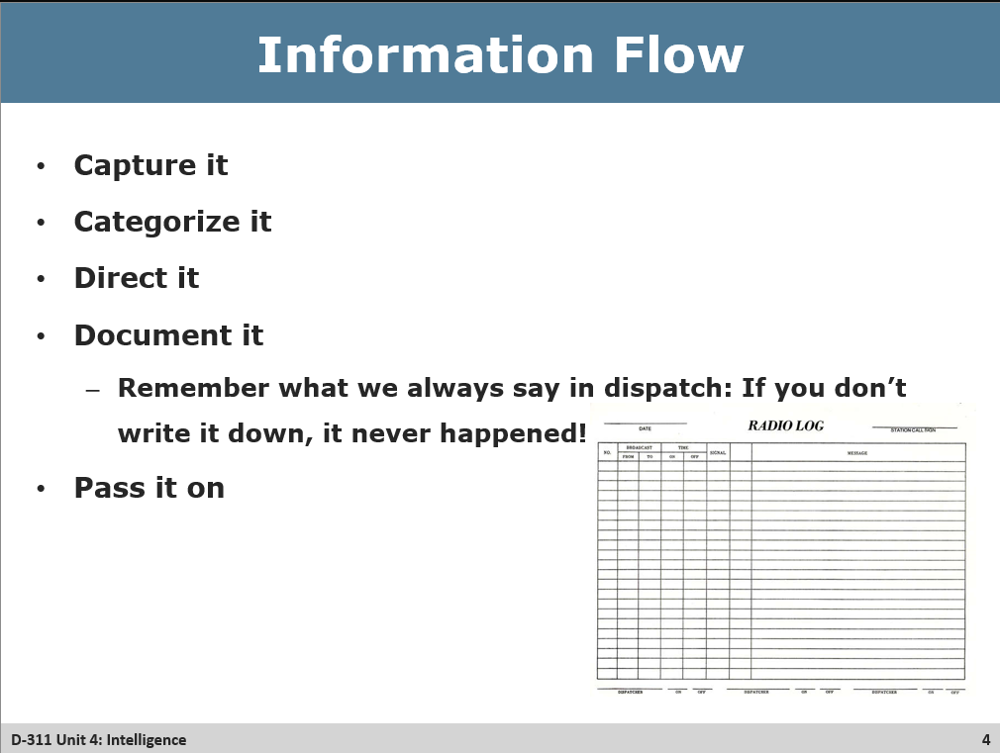 Information Flow
• Capture it
• Categorize it
• Direct it
• Document it
– Remember what we always say in dispatch: If you don’t
write it down, it never happened!
• Pass it on
DATE
RADIO LOG
STATION CALL SIGN
NO. BROADCAST TIME SIGNAL MESSAGE
FROM TO ON OFF
DISPATCHER ON OFF DISPATCHER ON OFF DISPATCHER ON OFF
D-311 Unit 4: Intelligence 4